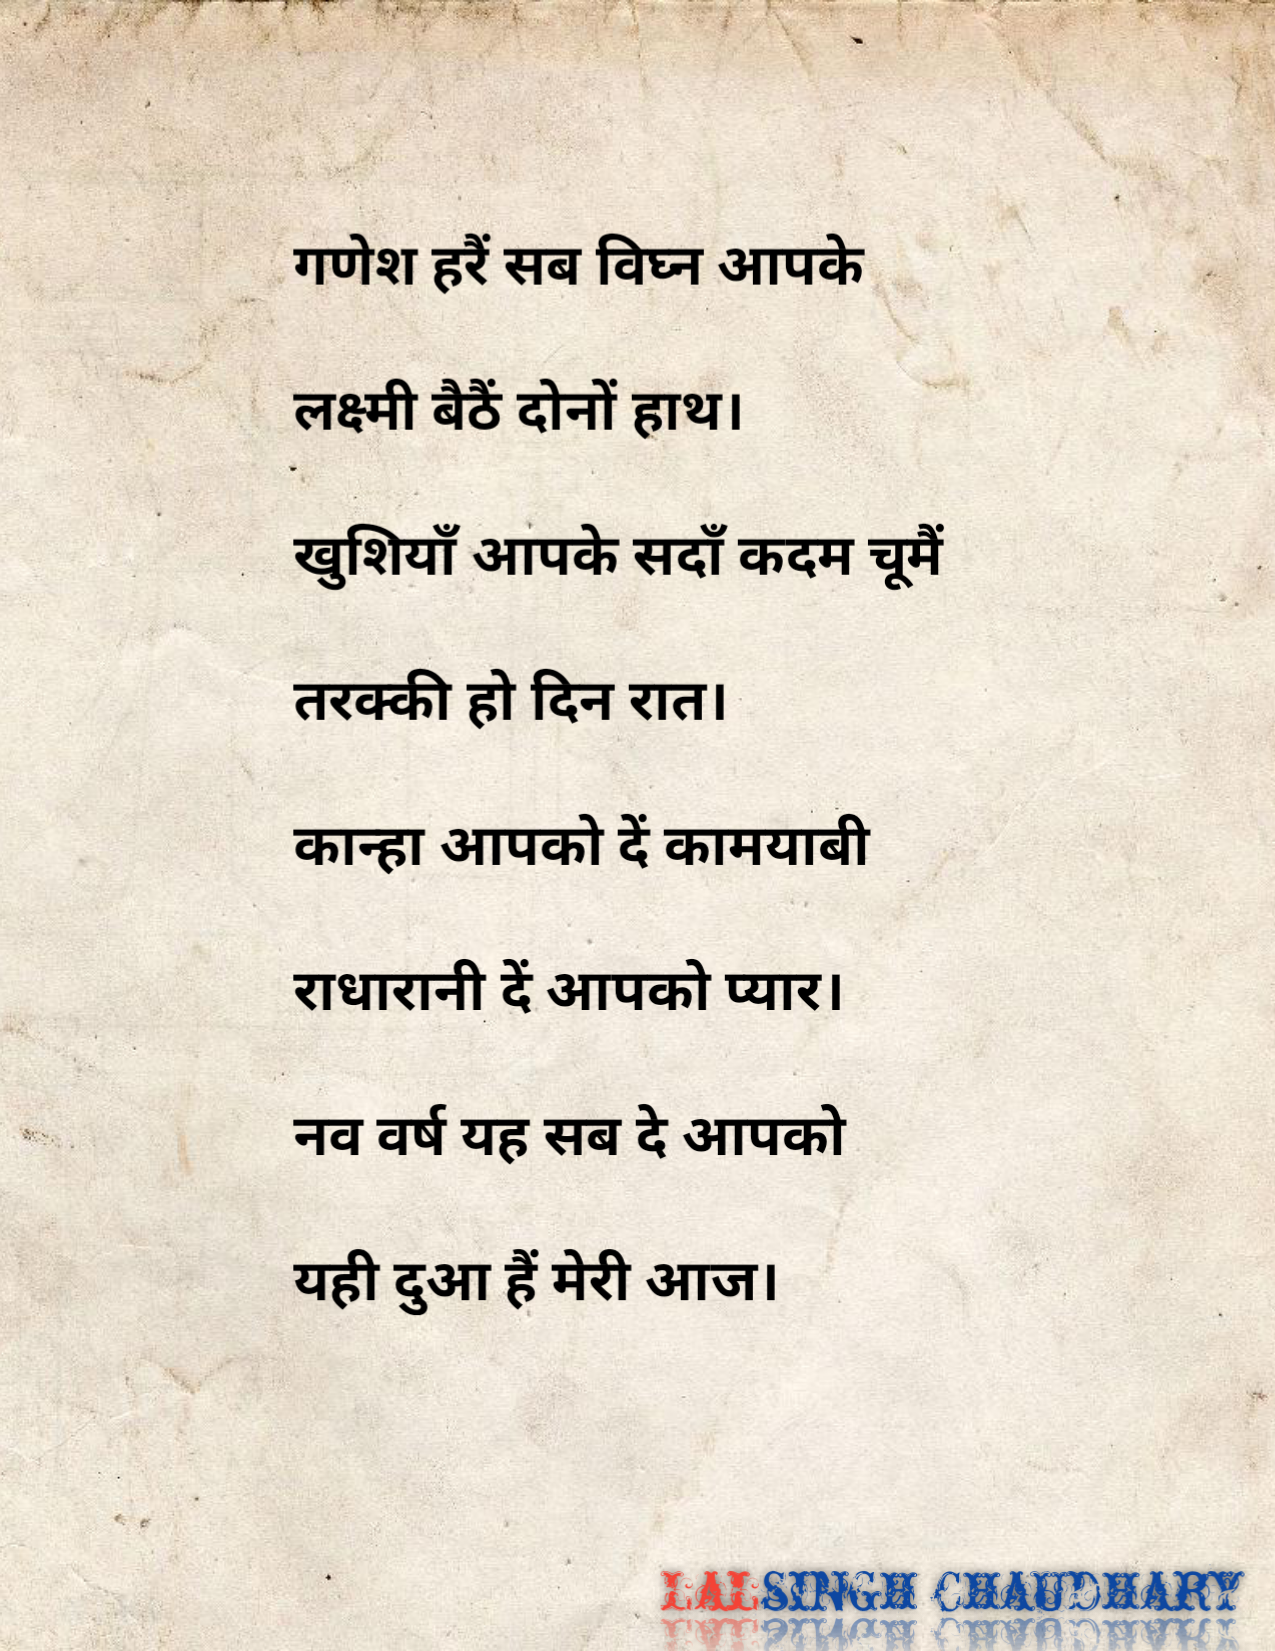 गणेश हरैं सब विघ्न आपके
लक्ष्मी बैठैं दोनों हाथ।
खुशियाँ आपके सदाँ कदम चूमैं
तरक्की हो दिन रात।
कान्हा आपको दें कामयाबी
राधारानी दें आपको प्यार।
नव वर्ष यह सब दे आपको
यही दुआ हैं मेरी आज।
LALSINGH CHAUDHARY